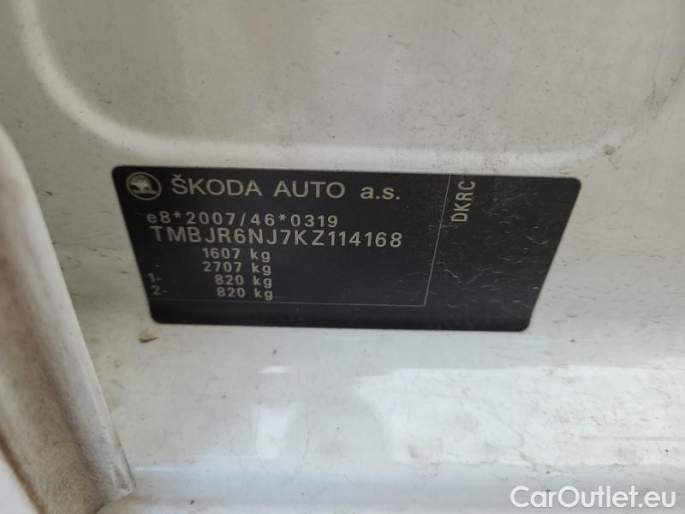 ŠKODA AUTO a.s.
e8*2007/46*0319
TMBJR6NJ7KZ114168
1607 kg
- 2707 kg
1- 820 kg
2- 820 kg
DKRC
CarOutlet.eu